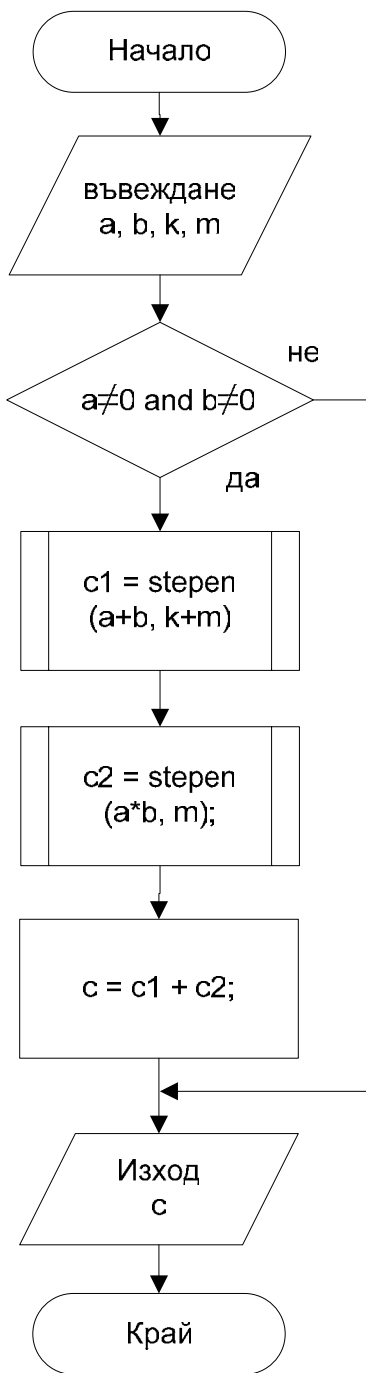 Начало
въвеждане
a, b, k, m
a≠0 and b≠0
не
да
c1 = stepen
(a+b, k+m)
c2 = stepen
(a*b, m);
c = c1 + c2;
Изход
c
Край